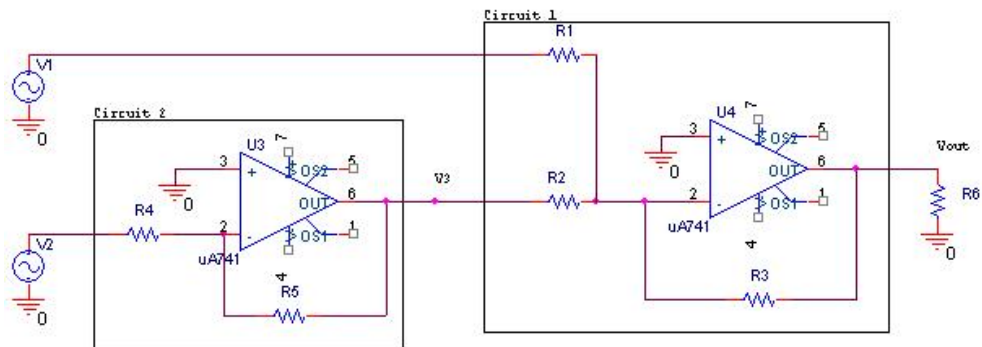 Circuit 1
R1
V1
0
Circuit 2
U3
7
3
+
OS2
5
OUT
6
V3
2
-
OS1
1
uA741
4
R4
V2
0
0
R5
R2
U4
7
3
+
OS2
5
OUT
6
Vout
2
-
OS1
1
uA741
4
0
R3
R6
0